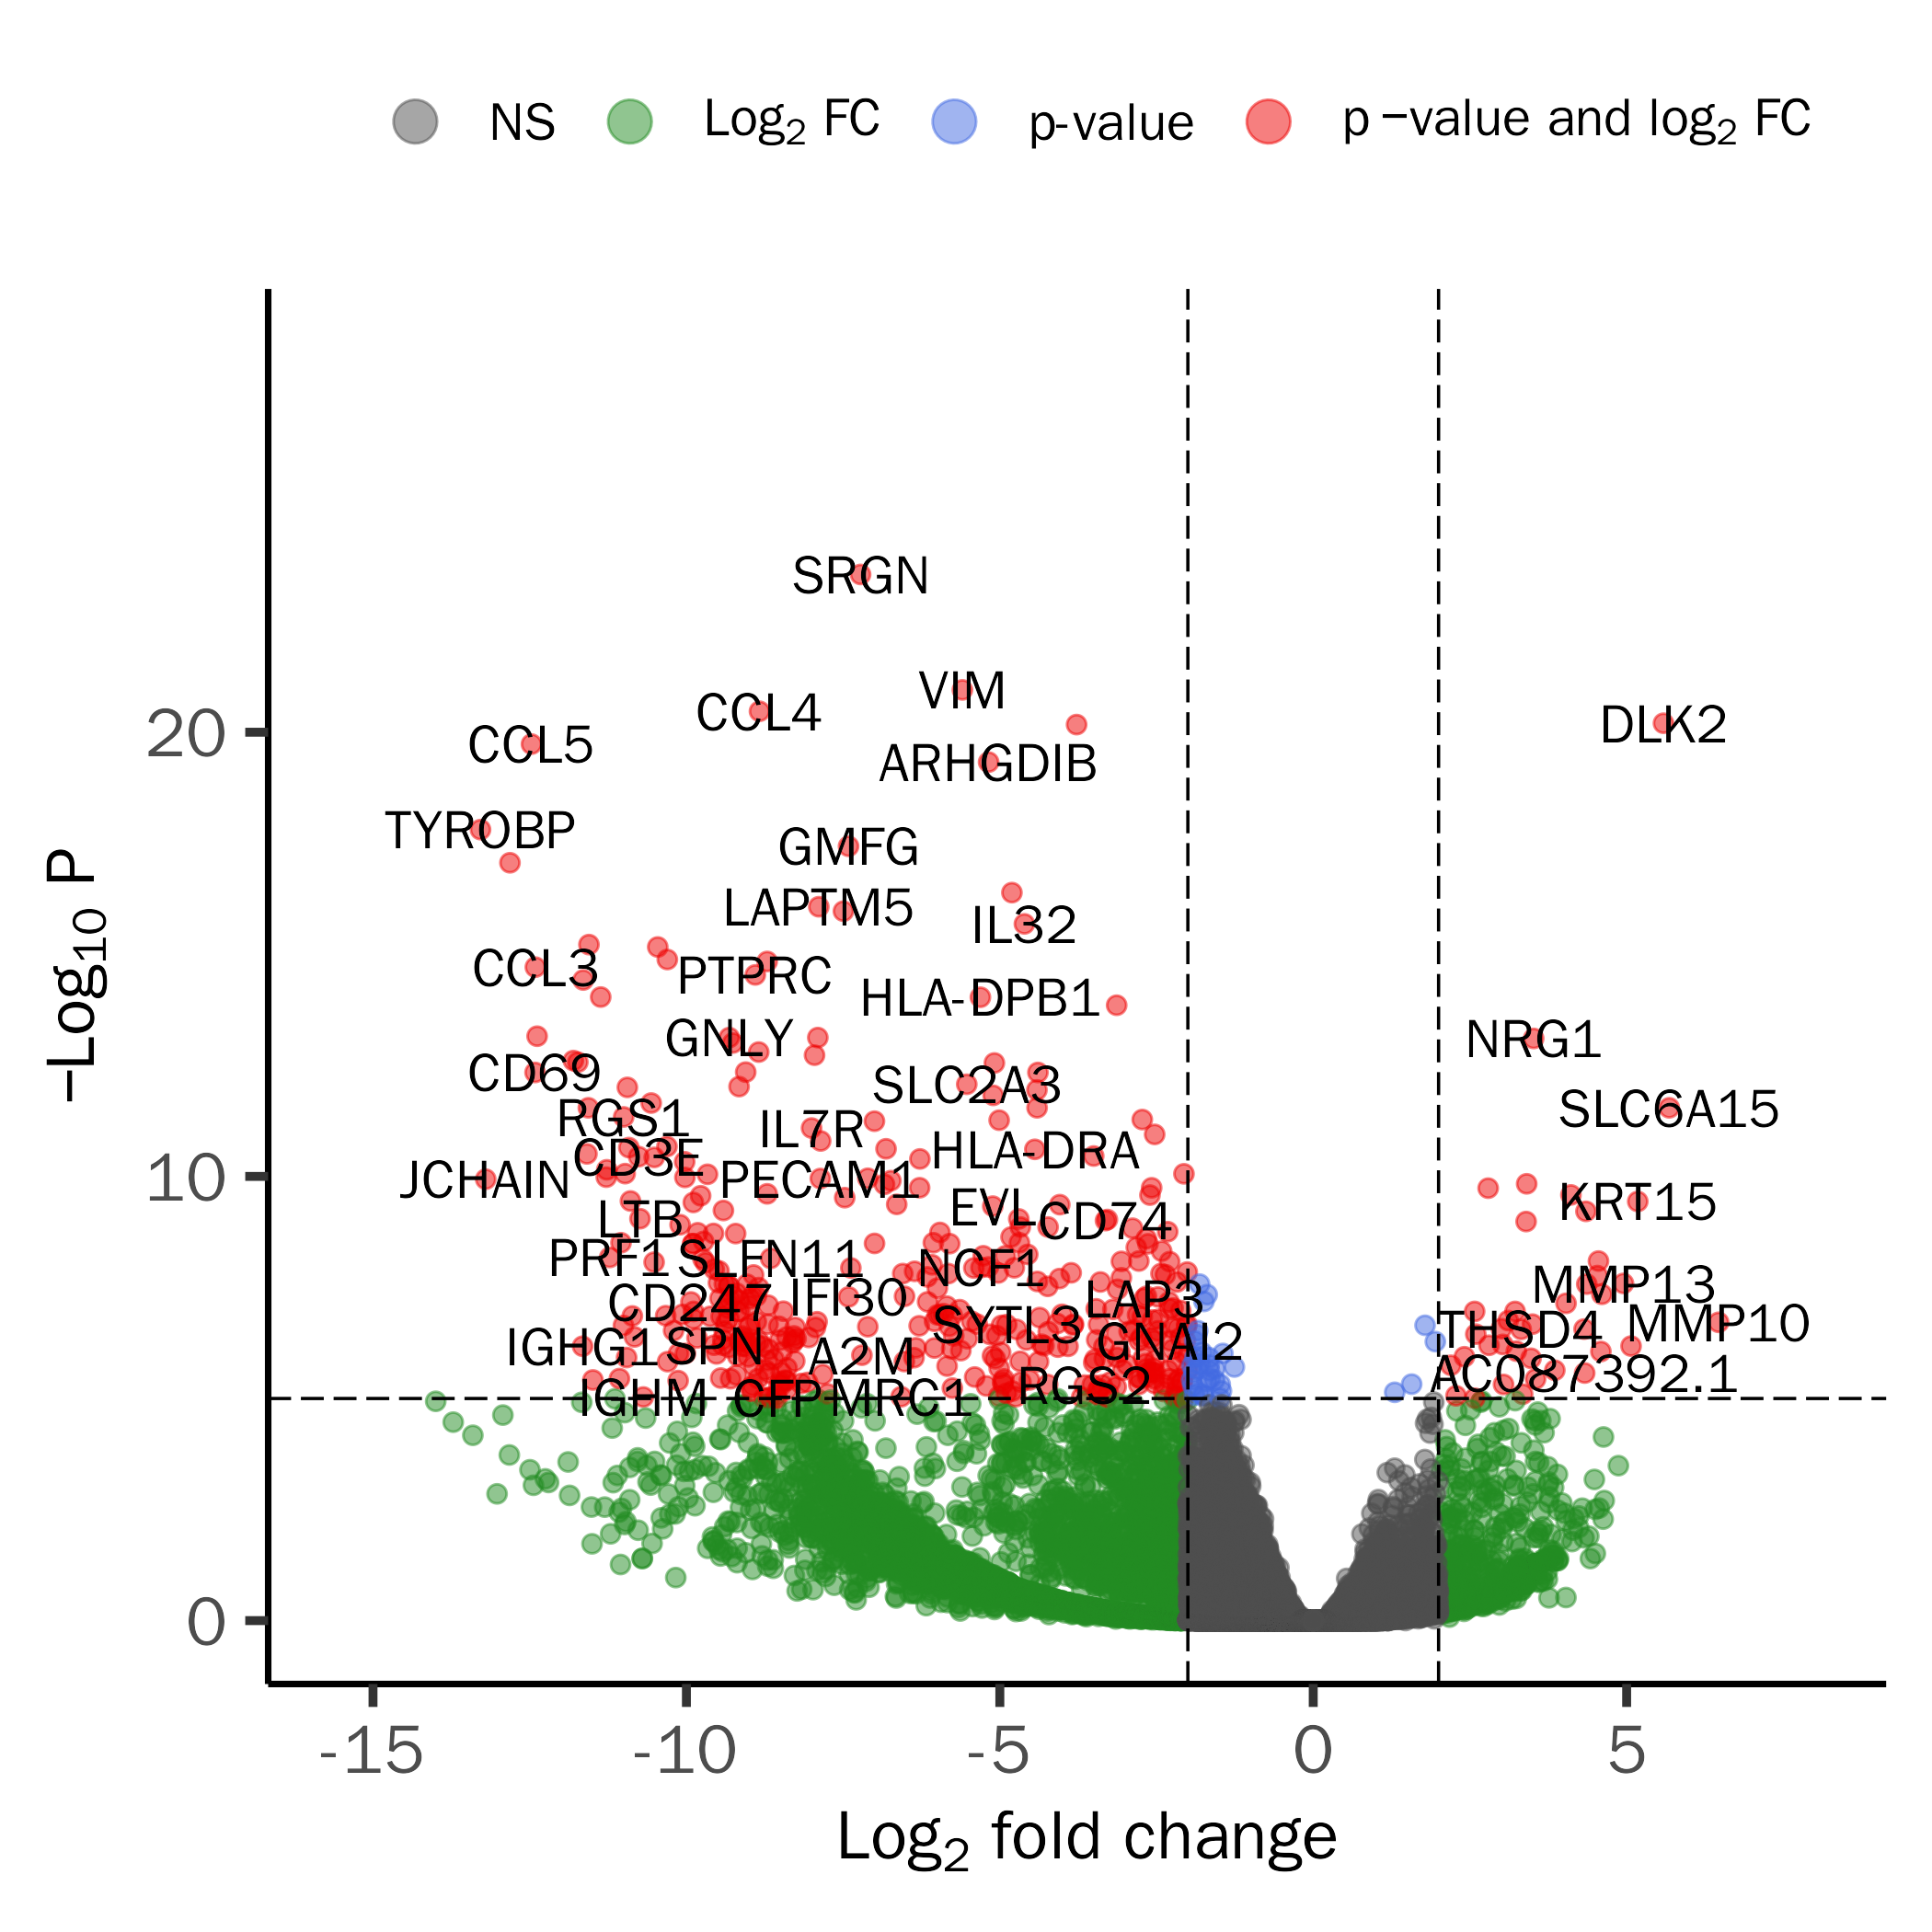 NS Log2 FC p-value p −value and log2 FC
SRGN
VIM
CCL4
DLK2
20
CCL5
ARHGDIB
TYROBP
GMFG
LAPTM5
IL32
CCL3
PTPRC
HLA-DPB1
−Log10 P
GNLY
NRG1
CD69
SLC2A3
SLC6A15
RGS1
IL7R
CD3E
HLA-DRA
10
JCHAIN
PECAM1
KRT15
EVL
LTB
CD74
PRF1
SLFN11
NCF1
MMP13
CD247
IFI30
LAP3
SYTL3
MMP10
THSD4
GNAI2
IGHG1
SPN
A2M
AC087392.1
RGS2
IGHM
CFP
MRC1
0
-15 -10 -5 0 5
Log2 fold change